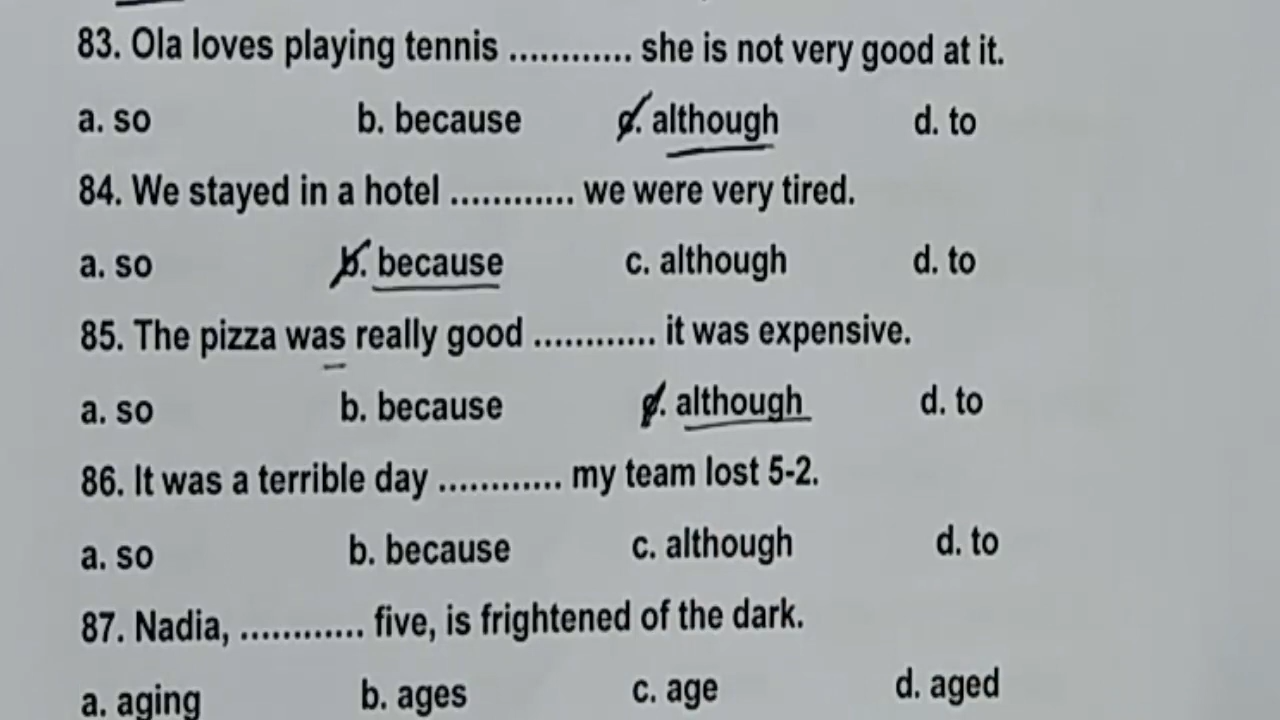 83. Ola loves playing tennis ............ she is not very good at it.
a. so b. because c. although d. to
84. We stayed in a hotel ............ we were very tired.
a. so b. because c. although d. to
85. The pizza was really good ............ it was expensive.
a. so b. because c. although d. to
86. It was a terrible day ............ my team lost 5-2.
a. so b. because c. although d. to
87. Nadia, ............ five, is frightened of the dark.
a. aging b. ages c. age d. aged